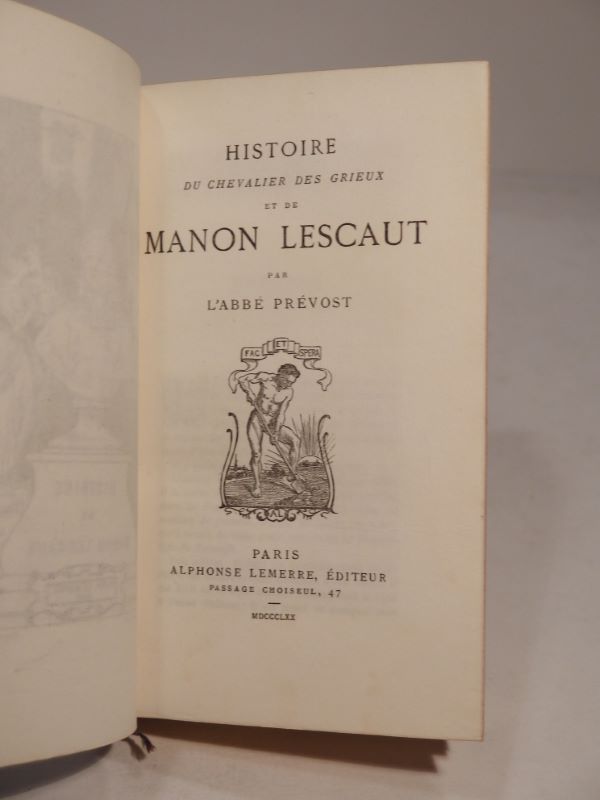 HISTOIRE
DU CHEVALIER DES GRIEUX
ET DE
MANON LESCAUT
PAR
L'ABBÉ PRÉVOST
FAC ET SPERA
AL
PARIS
ALPHONSE LEMERRE, ÉDITEUR
PASSAGE CHOISEUL, 47
MDCCCLXX